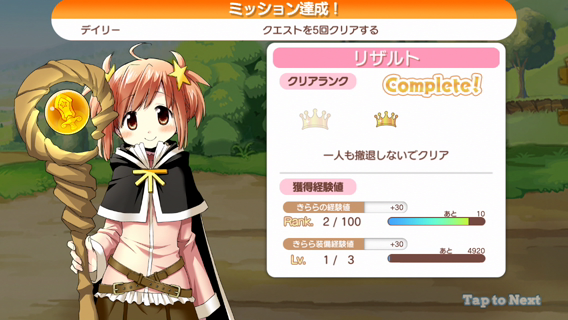 ミッション達成！
デイリー クエストを5回クリアする
リザルト
クリアランク Complete!
一人も撤退しないでクリア
獲得経験値
きららの経験値 +30
あと 10
Rank. 2 / 100
きらら装備経験値 +30
あと 4920
Lv. 1 / 3
Tap to Next